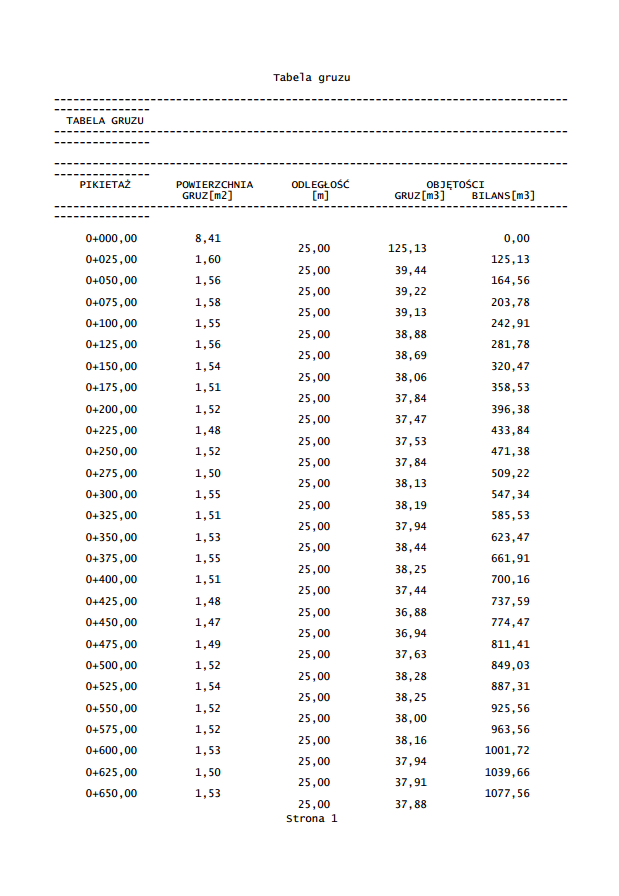 Tabela gruzu
--------------------------------------------------------------------------------
---------------
TABELA GRUZU
--------------------------------------------------------------------------------
---------------
--------------------------------------------------------------------------------
---------------
PIKIETAŻ POWIERZCHNIA ODLEGŁOŚĆ OBJĘTOŚCI
GRUZ[m2] [m] GRUZ[m3] BILANS[m3]
--------------------------------------------------------------------------------
---------------
0+000,00 8,41 0,00
25,00 125,13
0+025,00 1,60 125,13
25,00 39,44
0+050,00 1,56 164,56
25,00 39,22
0+075,00 1,58 203,78
25,00 39,13
0+100,00 1,55 242,91
25,00 38,88
0+125,00 1,56 281,78
25,00 38,69
0+150,00 1,54 320,47
25,00 38,06
0+175,00 1,51 358,53
25,00 37,84
0+200,00 1,52 396,38
25,00 37,47
0+225,00 1,48 433,84
25,00 37,53
0+250,00 1,52 471,38
25,00 37,84
0+275,00 1,50 509,22
25,00 38,13
0+300,00 1,55 547,34
25,00 38,19
0+325,00 1,51 585,53
25,00 37,94
0+350,00 1,53 623,47
25,00 38,44
0+375,00 1,55 661,91
25,00 38,25
0+400,00 1,51 700,16
25,00 37,44
0+425,00 1,48 737,59
25,00 36,88
0+450,00 1,47 774,47
25,00 36,94
0+475,00 1,49 811,41
25,00 37,63
0+500,00 1,52 849,03
25,00 38,28
0+525,00 1,54 887,31
25,00 38,25
0+550,00 1,52 925,56
25,00 38,00
0+575,00 1,52 963,56
25,00 38,16
0+600,00 1,53 1001,72
25,00 37,94
0+625,00 1,50 1039,66
25,00 37,91
0+650,00 1,53 1077,56
25,00 37,88
Strona 1